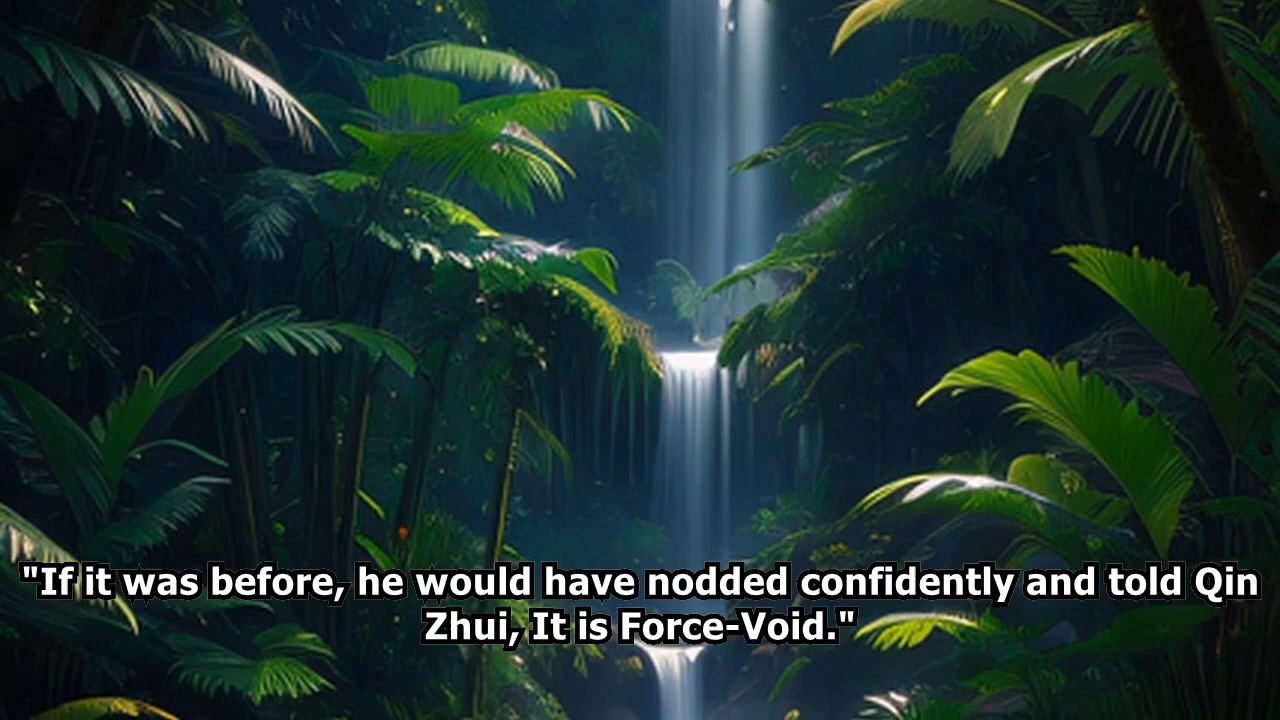 "If it was before, he would have nodded confidently and told Qin
Zhui, It is Force-Void."